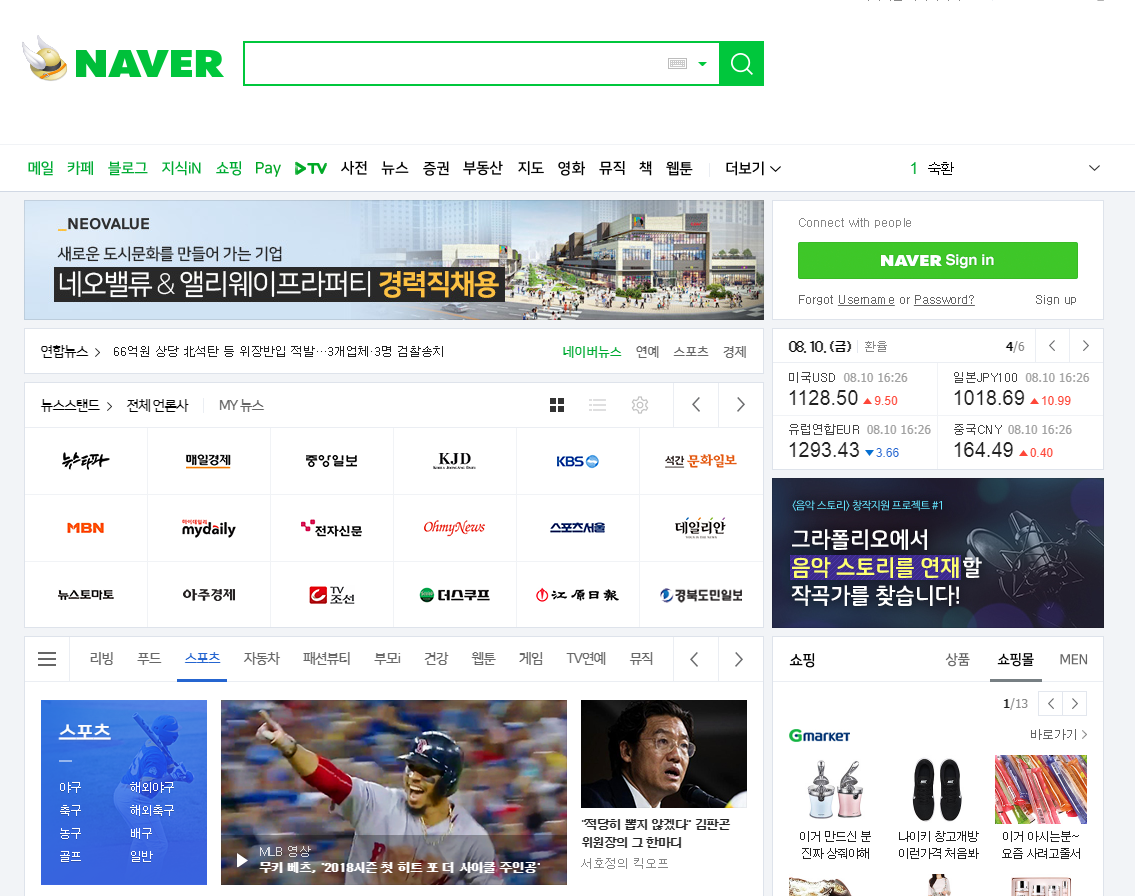 NAVER
메일 카페 블로그 지식iN 쇼핑 Pay TV 사전 뉴스 증권 부동산 지도 영화 뮤직 책 웹툰 더보기
1 숙환
_NEOVALUE
새로운 도시문화를 만들어 가는 기업
네오밸류 & 앨리웨이프라퍼티 경력직채용
Connect with people
NAVER Sign in
Forgot Username or Password? Sign up
연합뉴스 > 66억원 상당 北석탄 등 위장반입 적발…3개업체·3명 검찰송치
네이버뉴스 연예 스포츠 경제
08. 10. (금) 환율 4/6
미국USD 08.10 16:26
1128.50 ▲9.50
일본JPY100 08.10 16:26
1018.69 ▲10.99
유럽연합EUR 08.10 16:26
1293.43 ▼3.66
중국CNY 08.10 16:26
164.49 ▲0.40
뉴스스탠드 > 전체 언론사 MY 뉴스
뉴스타파 매일경제 중앙일보 KJD KBS 석간 문화일보
MBN 마이데일리 mydaily 전자신문 OhmyNews 스포츠서울 데일리안
뉴스토마토 아주경제 TV조선 더스쿠프 江原日報 경북도민일보
<음악 스토리> 창작지원 프로젝트 #1
그라폴리오에서
음악 스토리를 연재할
작곡가를 찾습니다!
리빙 푸드 스포츠 자동차 패션뷰티 부모i 건강 웹툰 게임 TV연예 뮤직
스포츠
야구 해외야구
축구 해외축구
농구 배구
골프 일반
MLB 영상
무키 베츠, '2018시즌 첫 히트 포 더 사이클 주인공'
"적당히 뽑지 않겠다" 김판곤
위원장의 그 한마디
서호정의 킥오프
쇼핑 상품 쇼핑몰 MEN
1/13
Gmarket 바로가기 >
이거 만드신 분
진짜 상줘야해
나이키 창고개방
이런가격 처음봐
이거 아시는분~
요즘 사려고줄서